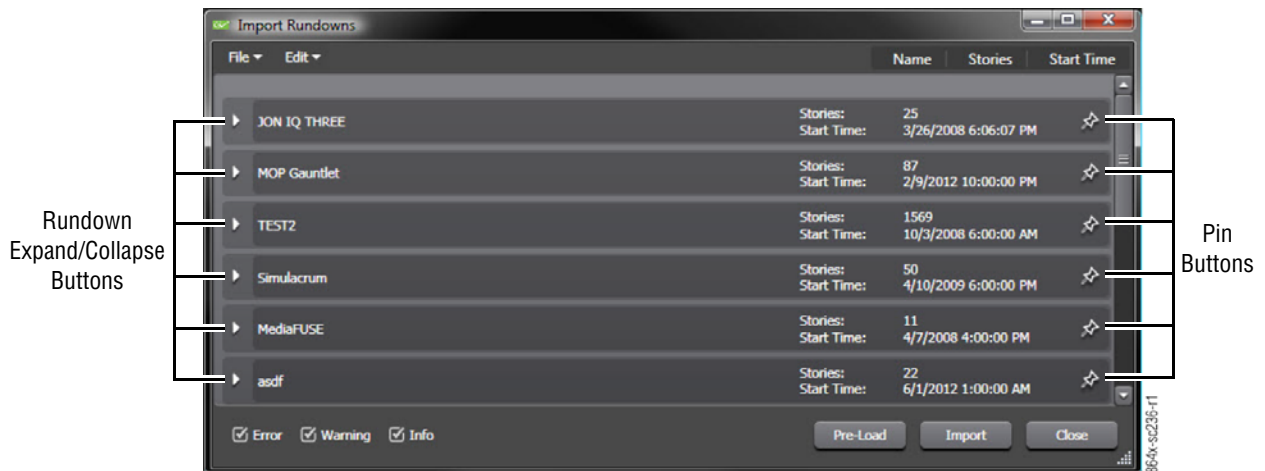 Import Rundowns
File Edit Name Stories Start Time
JON IQ THREE Stories: 25
Start Time: 3/26/2008 6:06:07 PM
MOP Gauntlet Stories: 87
Start Time: 2/9/2012 10:00:00 PM
TEST2 Stories: 1569
Start Time: 10/3/2008 6:00:00 AM
Simulacrum Stories: 50
Start Time: 4/10/2009 6:00:00 PM
MediaFUSE Stories: 11
Start Time: 4/7/2008 4:00:00 PM
asdf Stories: 22
Start Time: 6/1/2012 1:00:00 AM
Error Warning Info Pre-Load Import Close
Rundown
Expand/Collapse
Buttons
Pin
Buttons
864x-sc236-r1